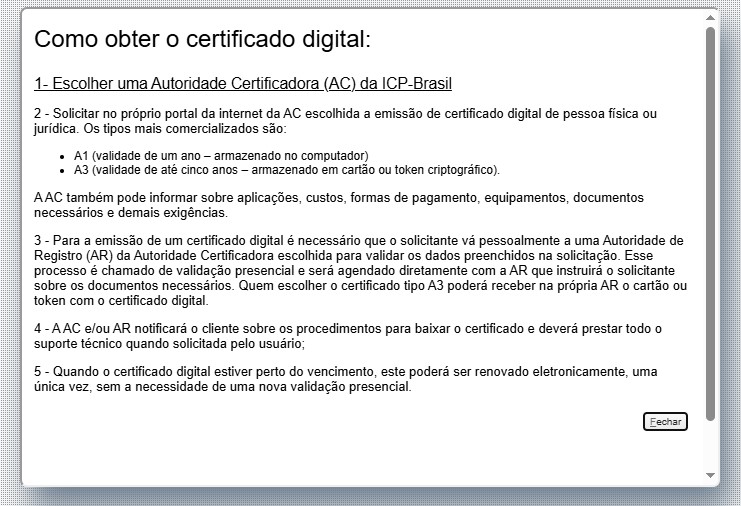 Como obter o certificado digital:
1- Escolher uma Autoridade Certificadora (AC) da ICP-Brasil
2 - Solicitar no próprio portal da internet da AC escolhida a emissão de certificado digital de pessoa física ou
jurídica. Os tipos mais comercializados são:
• A1 (validade de um ano – armazenado no computador)
• A3 (validade de até cinco anos – armazenado em cartão ou token criptográfico).
A AC também pode informar sobre aplicações, custos, formas de pagamento, equipamentos, documentos
necessários e demais exigências.
3 - Para a emissão de um certificado digital é necessário que o solicitante vá pessoalmente a uma Autoridade de
Registro (AR) da Autoridade Certificadora escolhida para validar os dados preenchidos na solicitação. Esse
processo é chamado de validação presencial e será agendado diretamente com a AR que instruirá o solicitante
sobre os documentos necessários. Quem escolher o certificado tipo A3 poderá receber na própria AR o cartão ou
token com o certificado digital.
4 - A AC e/ou AR notificará o cliente sobre os procedimentos para baixar o certificado e deverá prestar todo o
suporte técnico quando solicitada pelo usuário;
5 - Quando o certificado digital estiver perto do vencimento, este poderá ser renovado eletronicamente, uma
única vez, sem a necessidade de uma nova validação presencial.
Fechar